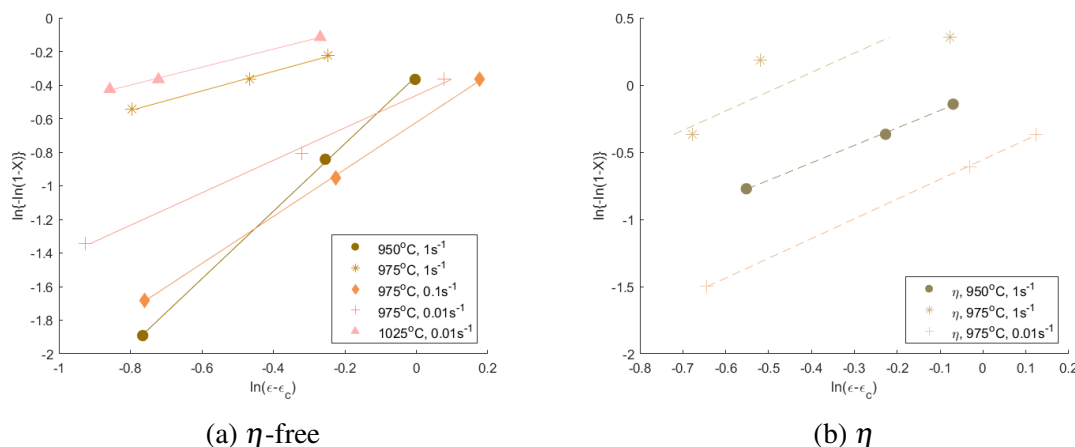 0
-0.2
-0.4
-0.6
-0.8
-1
-1.2
-1.4
-1.6
-1.8
-2
ln{-ln(1-X)}
-1
-0.8
-0.6
-0.4
-0.2
0
0.2
ln(ϵ-ϵc)
950°C, 1s⁻¹
975°C, 1s⁻¹
975°C, 0.1s⁻¹
975°C, 0.01s⁻¹
1025°C, 0.01s⁻¹
(a) η-free
0.5
0
-0.5
-1
-1.5
-2
ln{-ln(1-X)}
-0.8
-0.7
-0.6
-0.5
-0.4
-0.3
-0.2
-0.1
0
0.1
0.2
ln(ϵ-ϵc)
η, 950°C, 1s⁻¹
η, 975°C, 1s⁻¹
η, 975°C, 0.01s⁻¹
(b) η